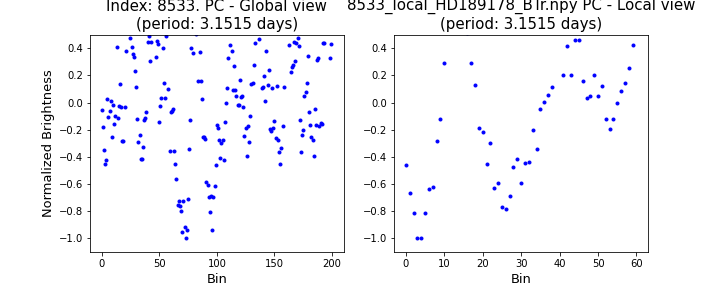 Index: 8533. PC - Global view
(period: 3.1515 days)
8533_local_HD189178_BTr.npy PC - Local view
(period: 3.1515 days)
Normalized Brightness
0.4
0.2
0.0
−0.2
−0.4
−0.6
−0.8
−1.0
0 50 100 150 200
Bin
0.4
0.2
0.0
−0.2
−0.4
−0.6
−0.8
−1.0
0 10 20 30 40 50 60
Bin